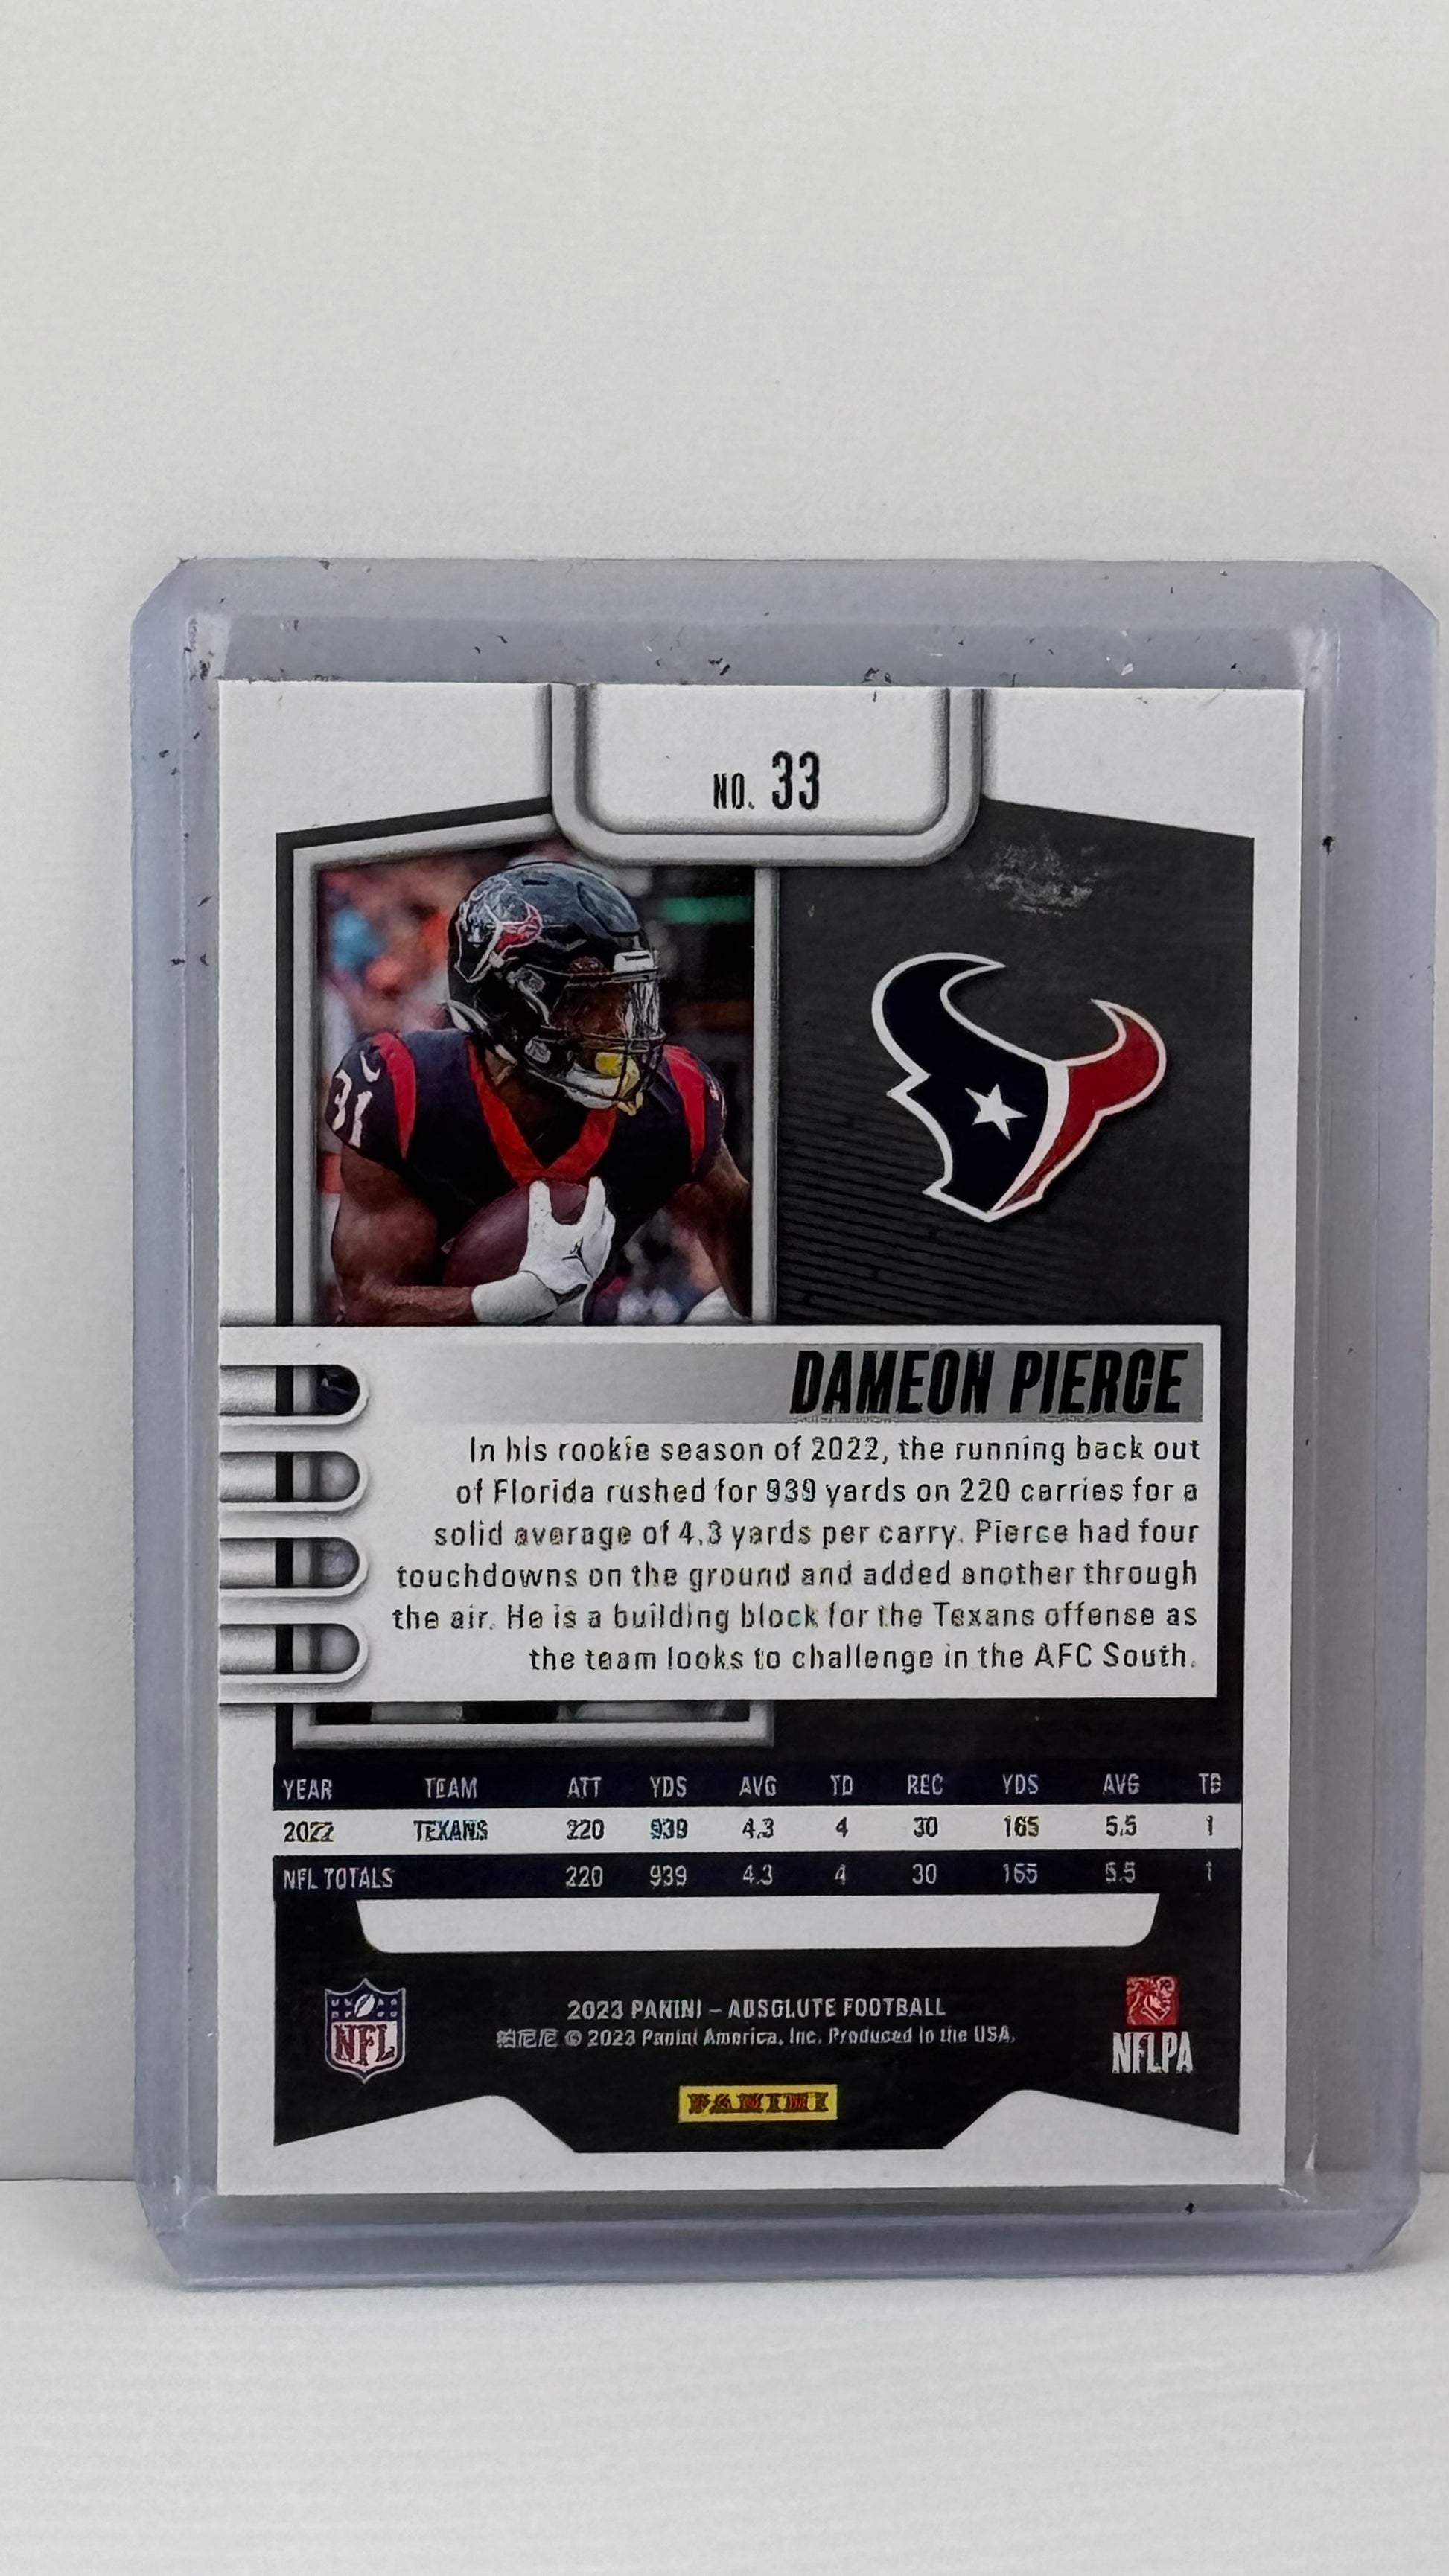 NO. 33
31
DAMEON PIERCE
In his rookie season of 2022, the running back out
of Florida rushed for 939 yards on 220 carries for a
solid average of 4.3 yards per carry. Pierce had four
touchdowns on the ground and added another through
the air. He is a building block for the Texans offense as
the team looks to challenge in the AFC South.
YEAR TEAM ATT YDS AVG TD REC YDS AVG TD
2022 TEXANS 220 939 4.3 4 30 165 5.5 1
NFL TOTALS 220 939 4.3 4 30 165 5.5 1
2023 PANINI – ABSOLUTE FOOTBALL
© 2023 Panini America, Inc. Produced in the USA.
NFL
NFLPA
PANINI